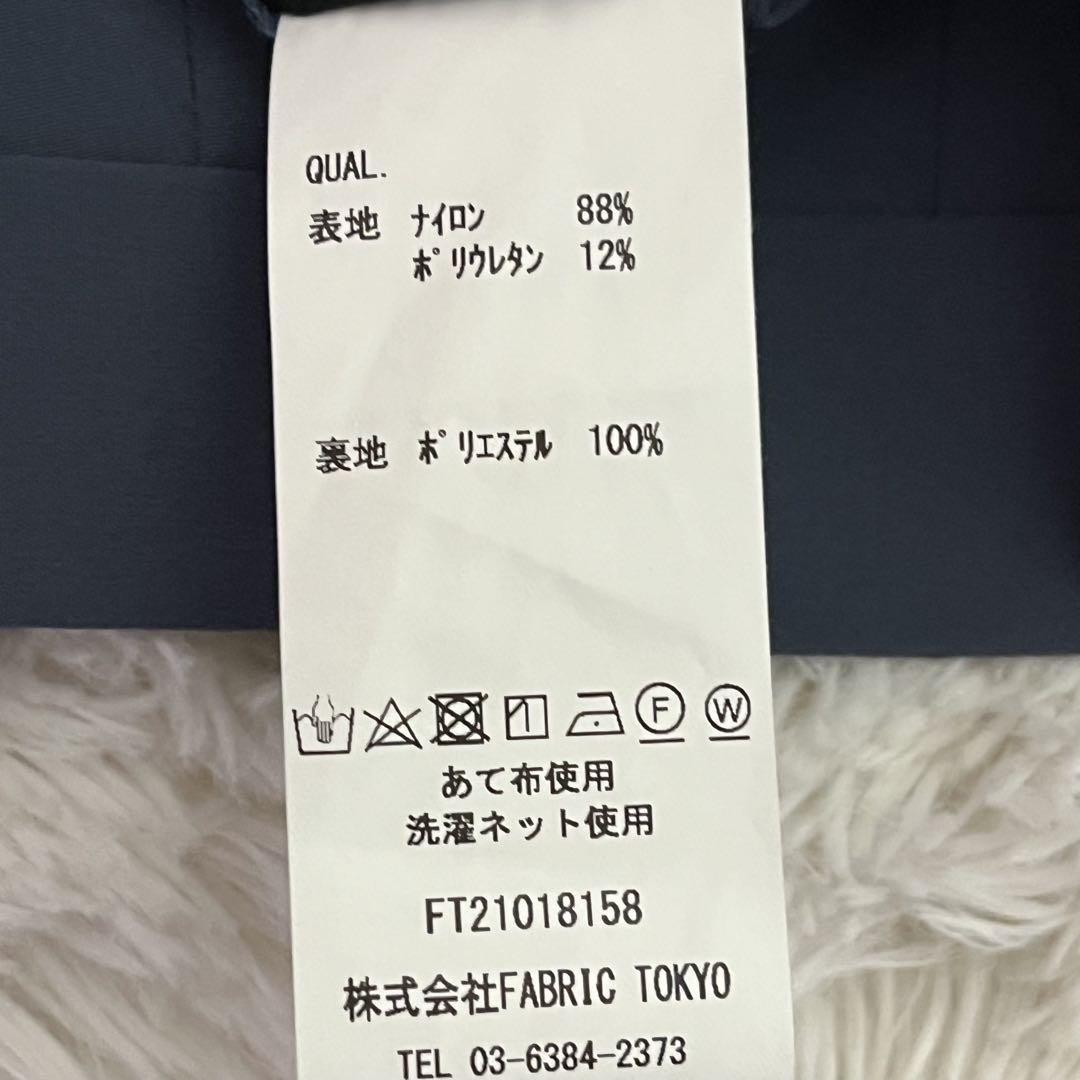 QUAL.
表地 ナイロン 88%
ポリウレタン 12%
裏地 ポリエステル 100%
F W
あて布使用
洗濯ネット使用
FT21018158
株式会社FABRIC TOKYO
TEL 03-6384-2373